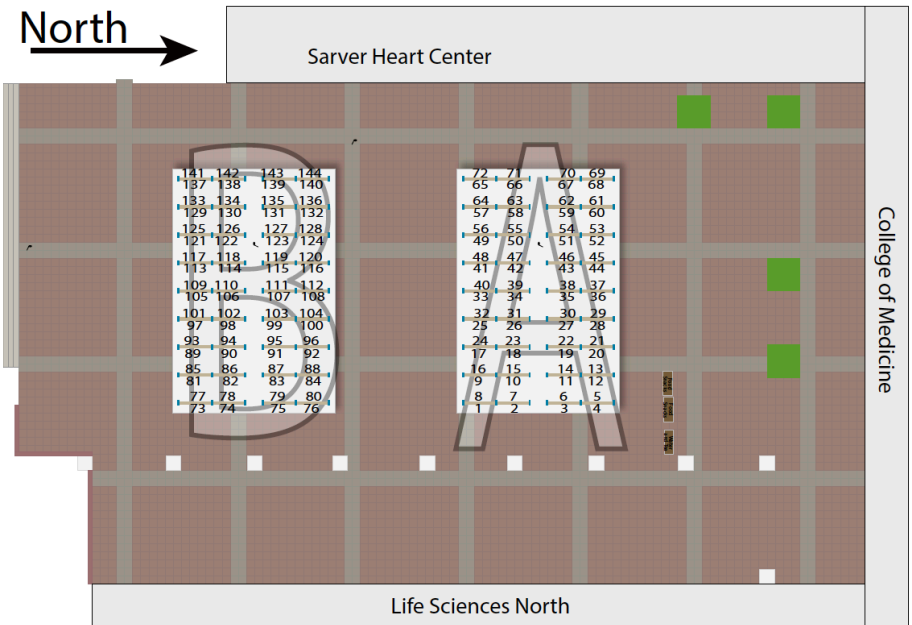 North
Sarver Heart Center
College of Medicine
B
A
141 142 143 144
137 138 139 140
133 134 135 136
129 130 131 132
125 126 127 128
121 122 123 124
117 118 119 120
113 114 115 116
109 110 111 112
105 106 107 108
101 102 103 104
97 98 99 100
93 94 95 96
89 90 91 92
85 86 87 88
81 82 83 84
77 78 79 80
73 74 75 76
72 71 70 69
65 66 67 68
64 63 62 61
57 58 59 60
56 55 54 53
49 50 51 52
48 47 46 45
41 42 43 44
40 39 38 37
33 34 35 36
32 31 30 29
25 26 27 28
24 23 22 21
17 18 19 20
16 15 14 13
9 10 11 12
8 7 6 5
1 2 3 4
Life Sciences North